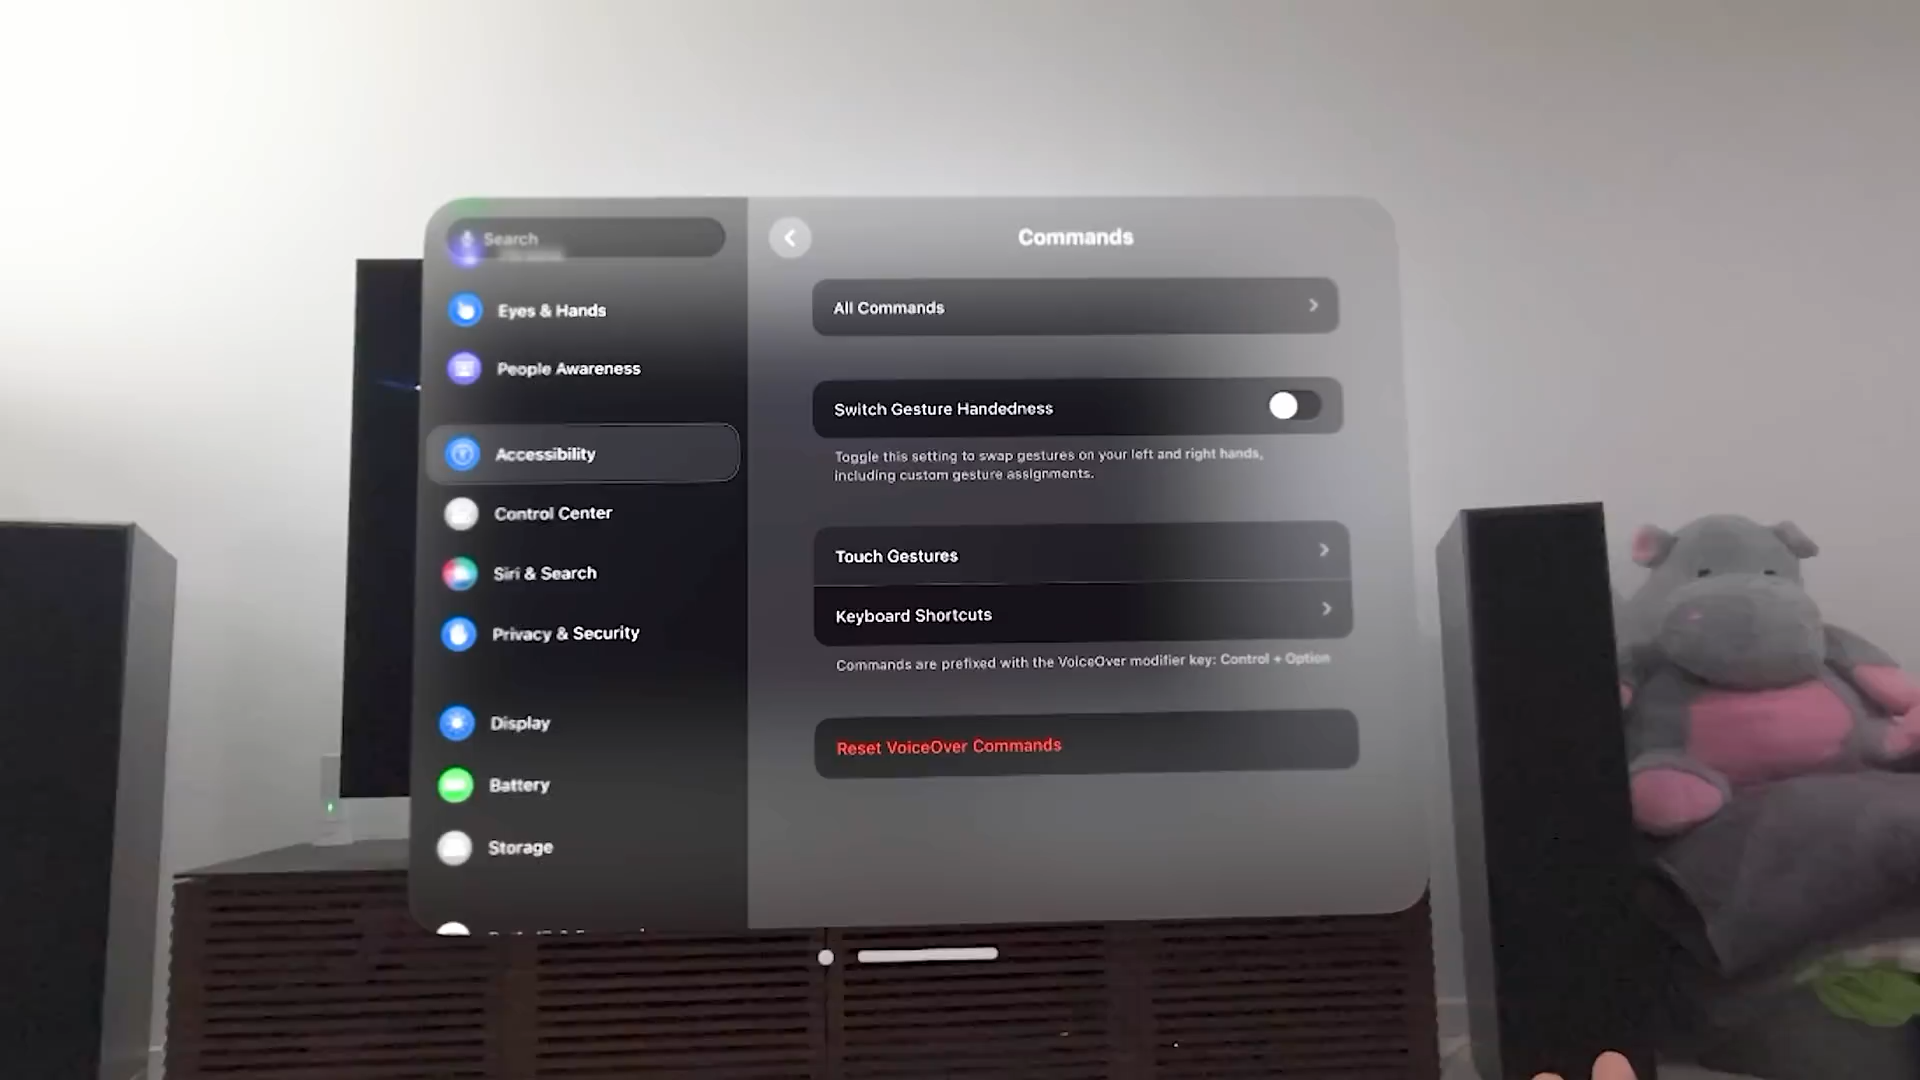 Search
Eyes & Hands
People Awareness
Accessibility
Control Center
Siri & Search
Privacy & Security
Display
Battery
Storage
Commands
All Commands
Switch Gesture Handedness
Toggle this setting to swap gestures on your left and right hands,
including custom gesture assignments.
Touch Gestures
Keyboard Shortcuts
Commands are prefixed with the VoiceOver modifier key: Control + Option
Reset VoiceOver Commands